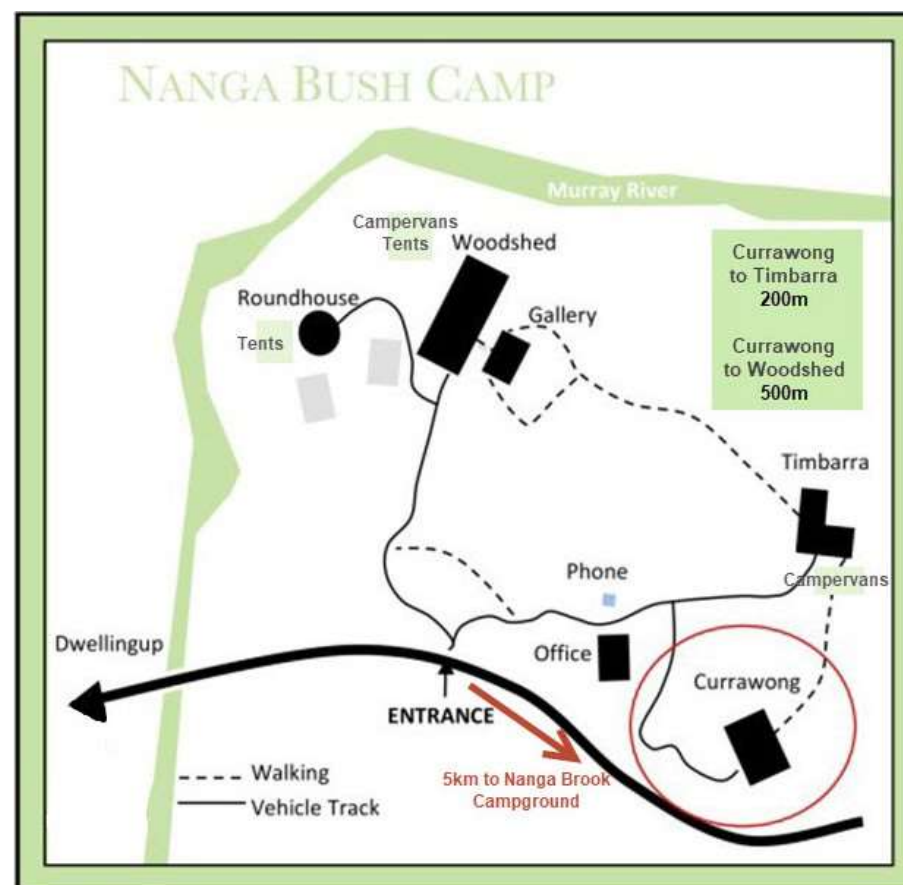 NANGA BUSH CAMP
Murray River
Campervans
Tents
Woodshed
Currawong
to Timbarra
200m
Roundhouse
Gallery
Tents
Currawong
to Woodshed
500m
Timbarra
Phone
Campervans
Dwellingup
Office
Currawong
ENTRANCE
Walking
5km to Nanga Brook
Campground
Vehicle Track